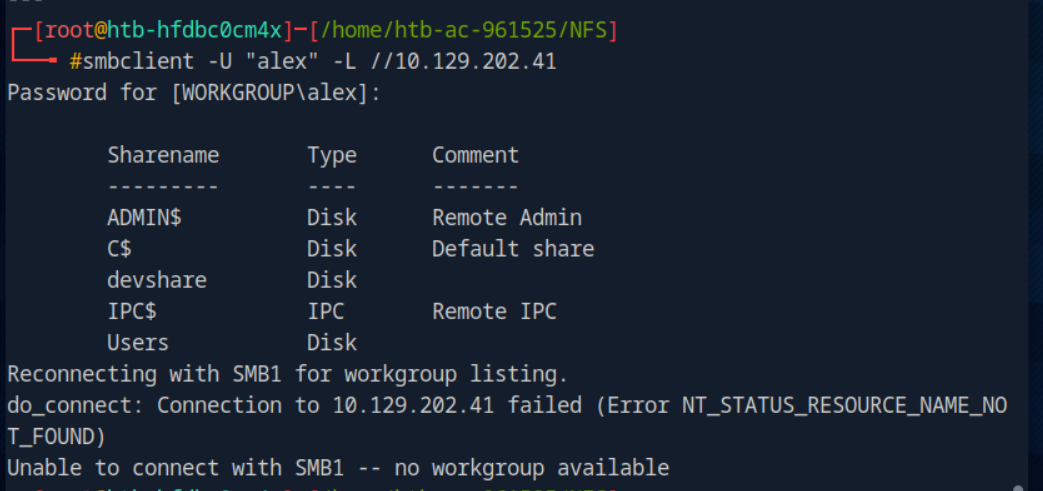 [root@htb-hfdbc0cm4x]-[/home/htb-ac-961525/NFS]
#smbclient -U "alex" -L //10.129.202.41
Password for [WORKGROUP\alex]:
Sharename Type Comment
--------- ---- -------
ADMIN$ Disk Remote Admin
C$ Disk Default share
devshare Disk
IPC$ IPC Remote IPC
Users Disk
Reconnecting with SMB1 for workgroup listing.
do_connect: Connection to 10.129.202.41 failed (Error NT_STATUS_RESOURCE_NAME_NO
T_FOUND)
Unable to connect with SMB1 -- no workgroup available